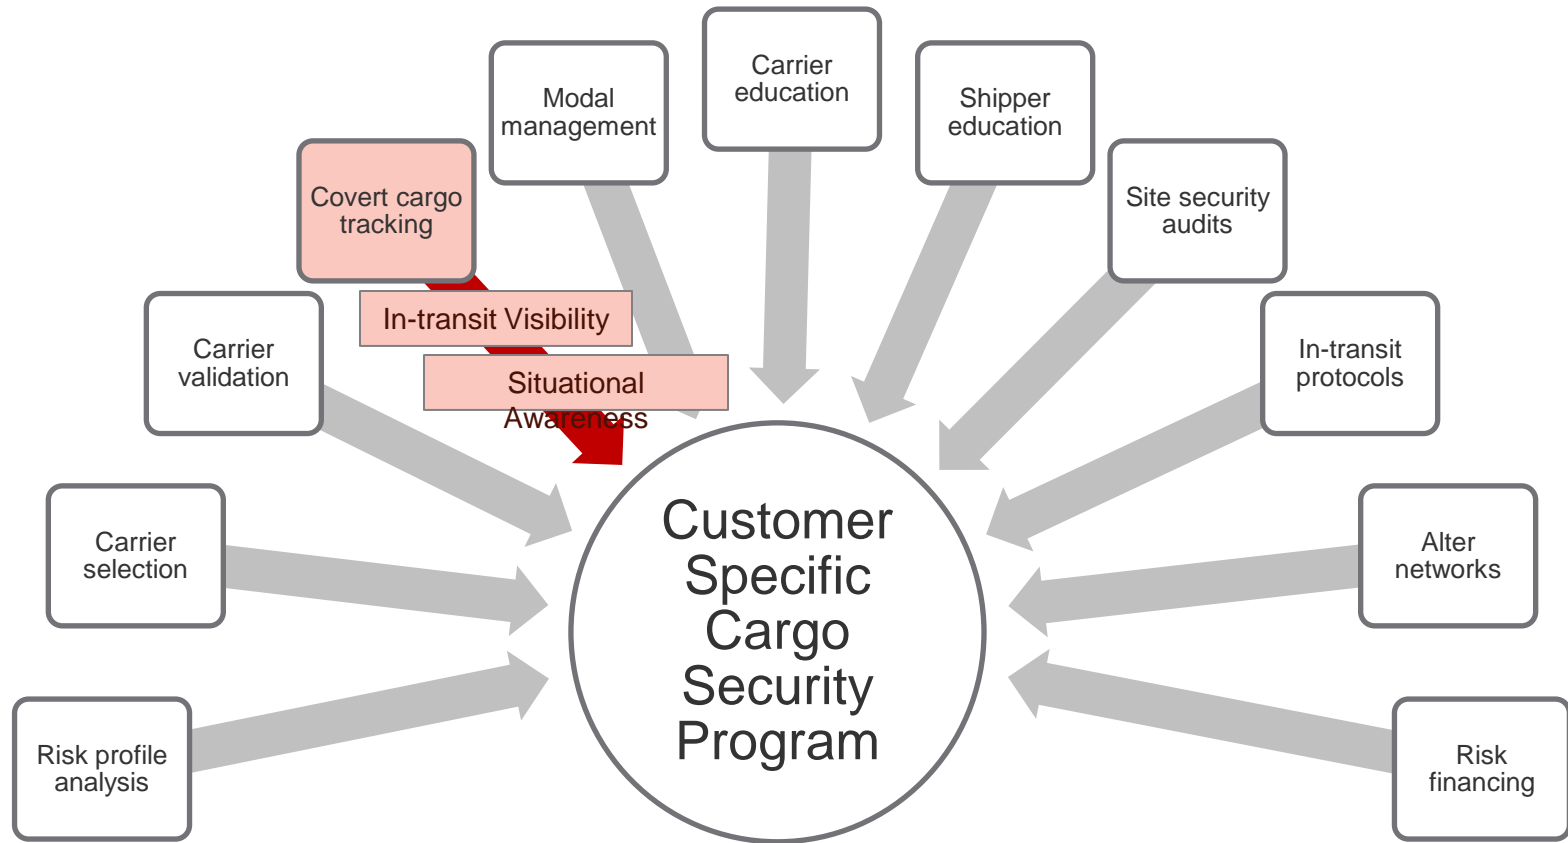 Carrier
education
Modal
management
Shipper
education
Covert cargo
tracking
Site security
audits
In-transit Visibility
Situational
Awareness
Carrier
validation
In-transit
protocols
Carrier
selection
Alter
networks
Customer
Specific
Cargo
Security
Program
Risk profile
analysis
Risk
financing